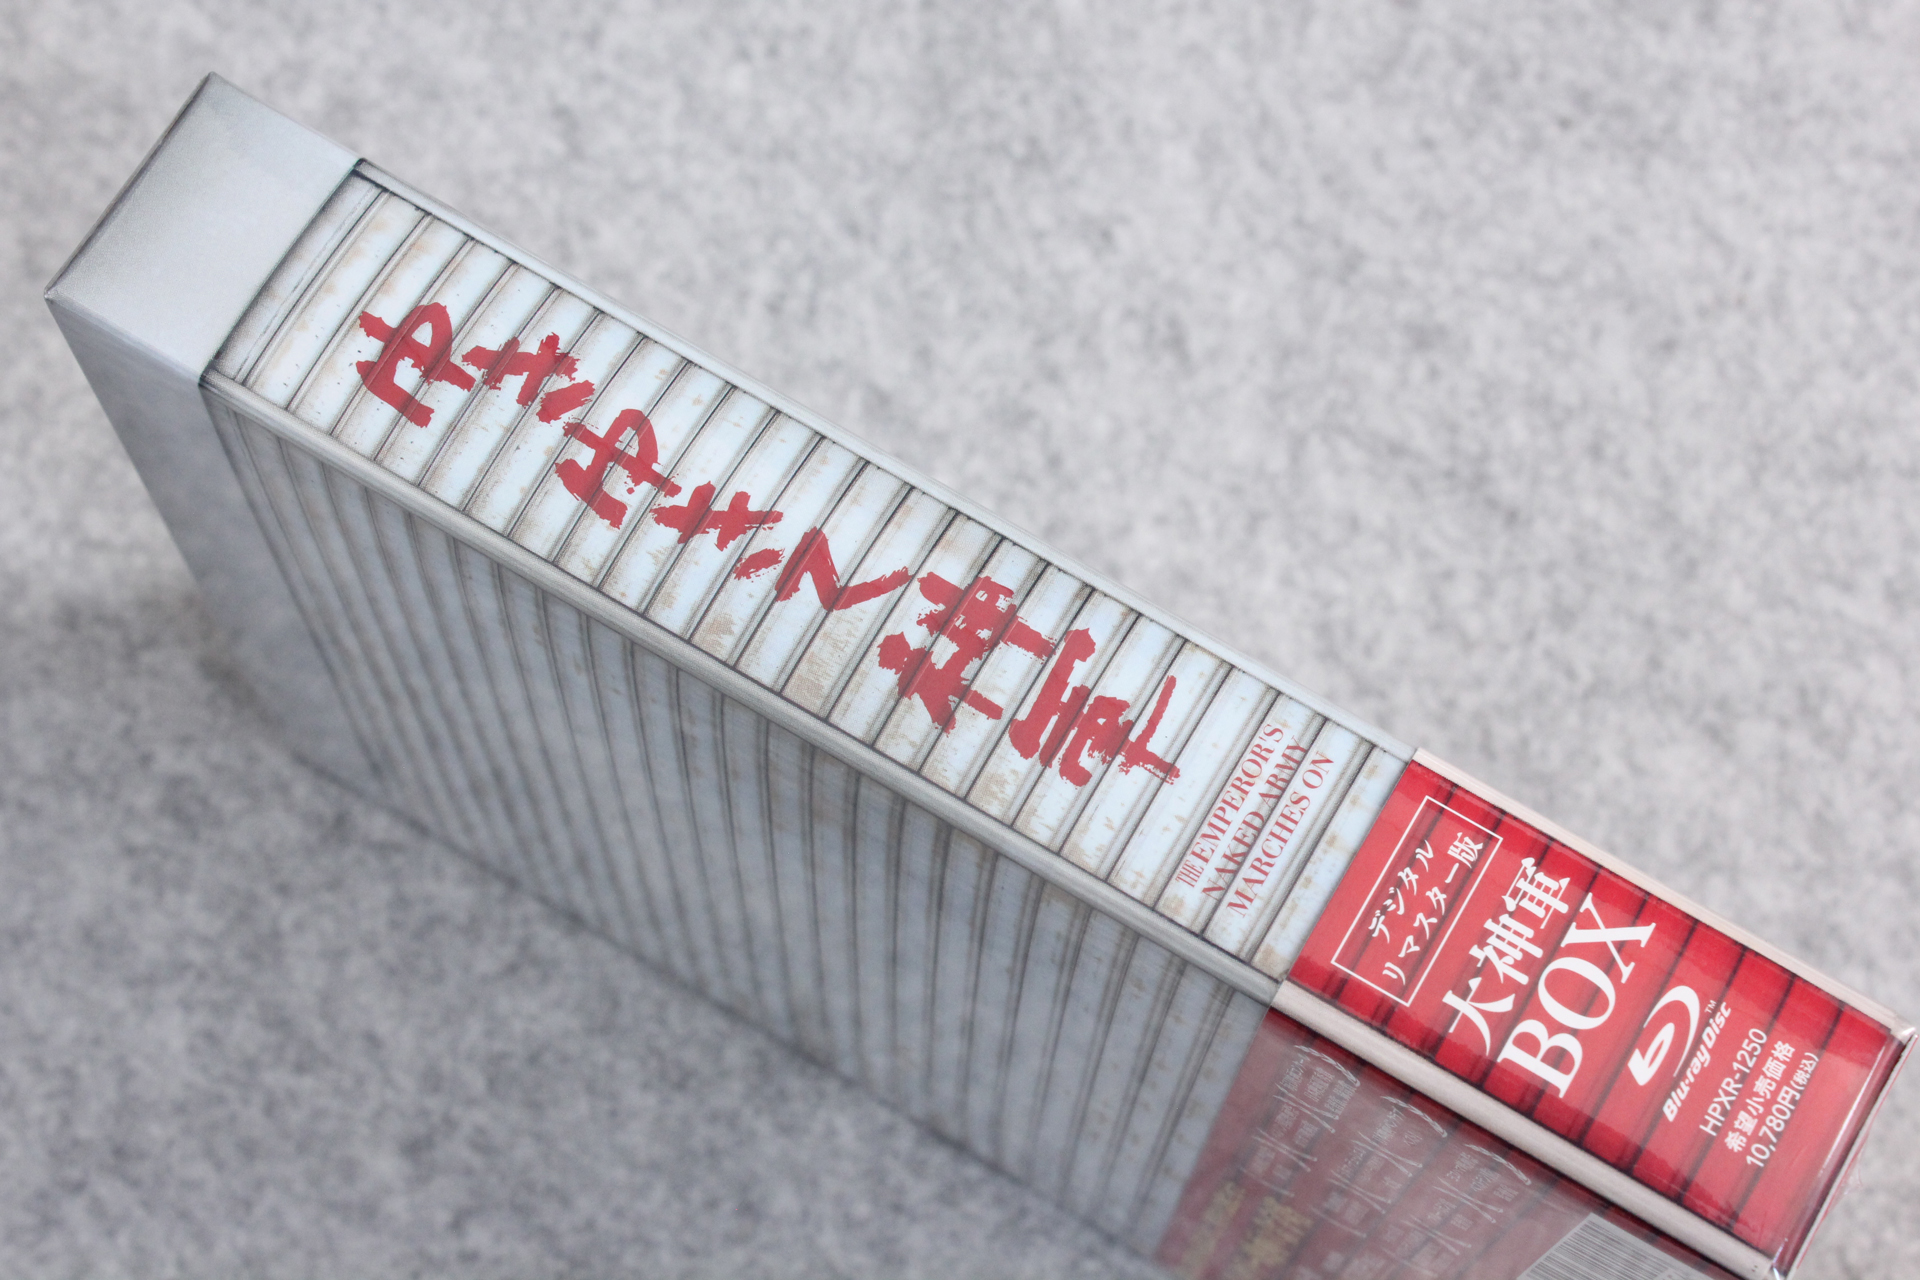 ゆきゆきて神軍
THE EMPEROR'S
NAKED ARMY
MARCHES ON
デジタル
リマスター版
大神軍
BOX
Blu-ray Disc™
HPXR-1250
希望小売価格
10,780円(税込)